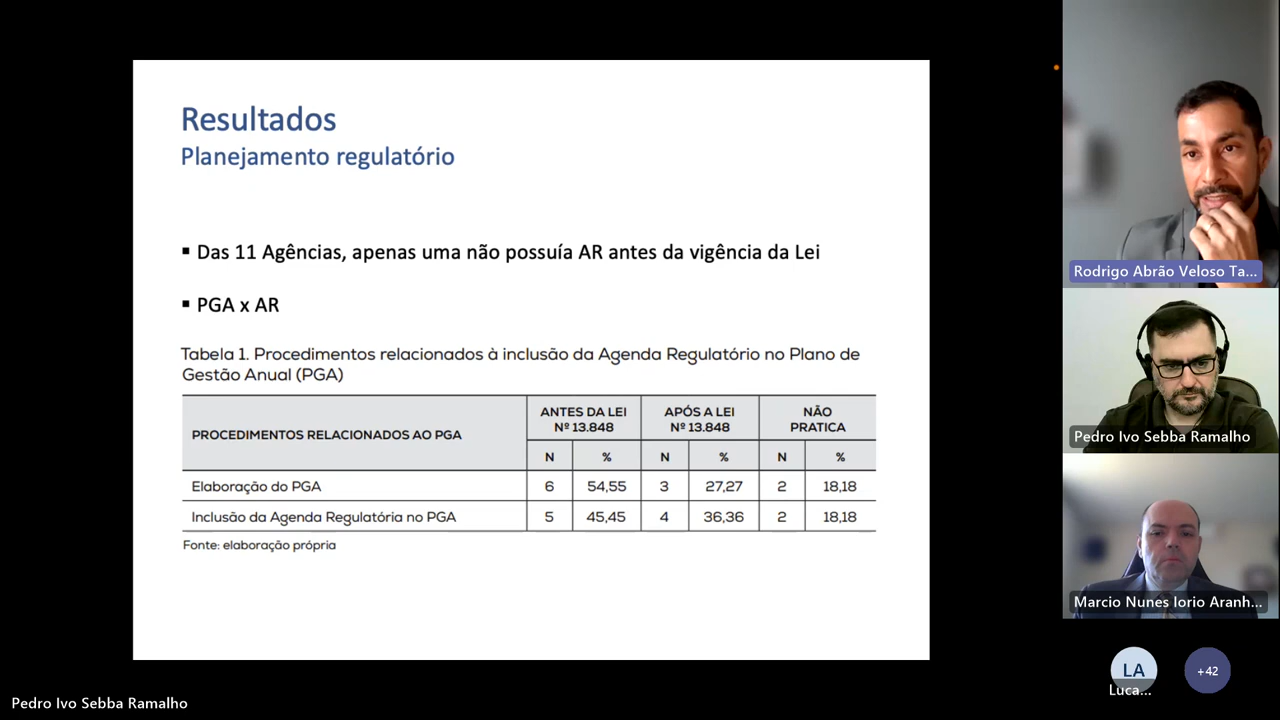 Resultados
Planejamento regulatório
▪ Das 11 Agências, apenas uma não possuía AR antes da vigência da Lei
▪ PGA x AR
Tabela 1. Procedimentos relacionados à inclusão da Agenda Regulatório no Plano de
Gestão Anual (PGA)
PROCEDIMENTOS RELACIONADOS AO PGA
ANTES DA LEI
Nº 13.848
APÓS A LEI
Nº 13.848
NÃO
PRATICA
N % N % N %
Elaboração do PGA 6 54,55 3 27,27 2 18,18
Inclusão da Agenda Regulatória no PGA 5 45,45 4 36,36 2 18,18
Fonte: elaboração própria
Rodrigo Abrão Veloso Ta...
Pedro Ivo Sebba Ramalho
Marcio Nunes Iorio Aranh...
LA
Luca...
+42
Pedro Ivo Sebba Ramalho